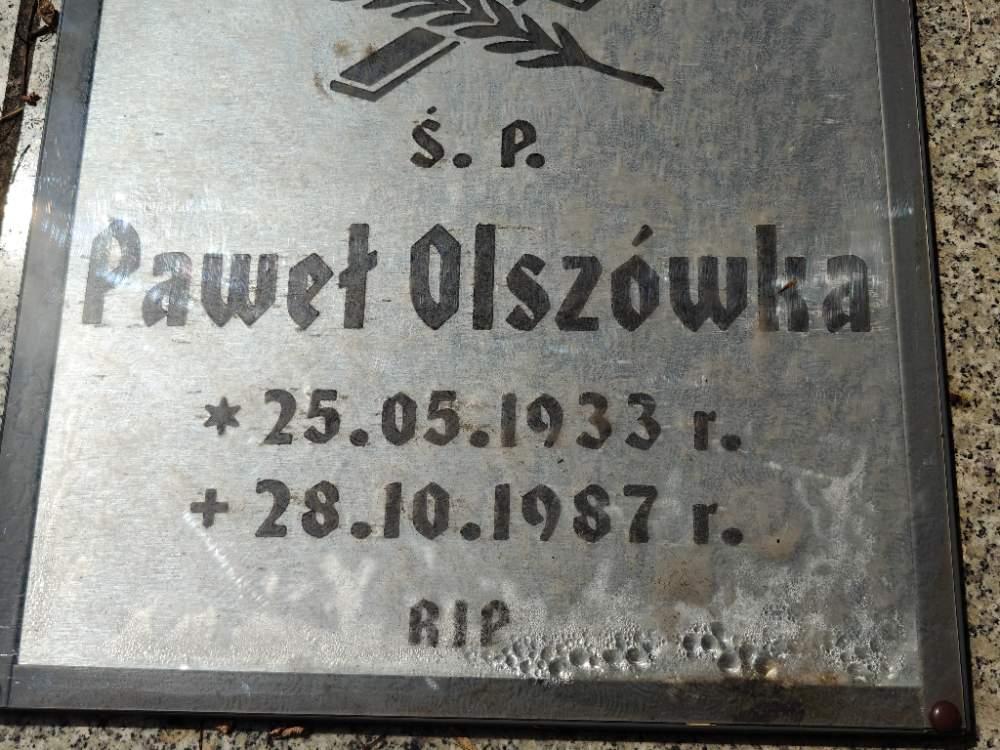 Ś. P.
Paweł Olszówka
* 25.05.1933 r.
+ 28.10.1987 r.
RIP